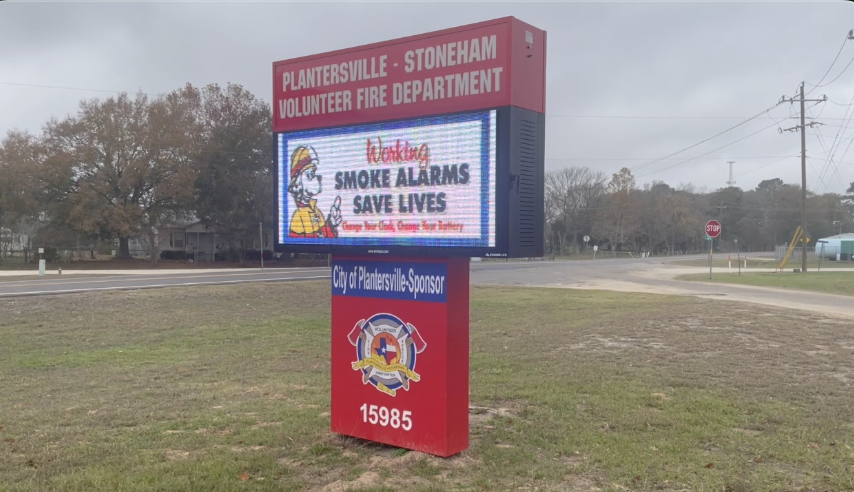 PLANTERSVILLE - STONEHAM
VOLUNTEER FIRE DEPARTMENT
Working
SMOKE ALARMS
SAVE LIVES
Change Your Clock, Change Your Battery
City of Plantersville-Sponsor
VOLUNTEER
15985
STOP